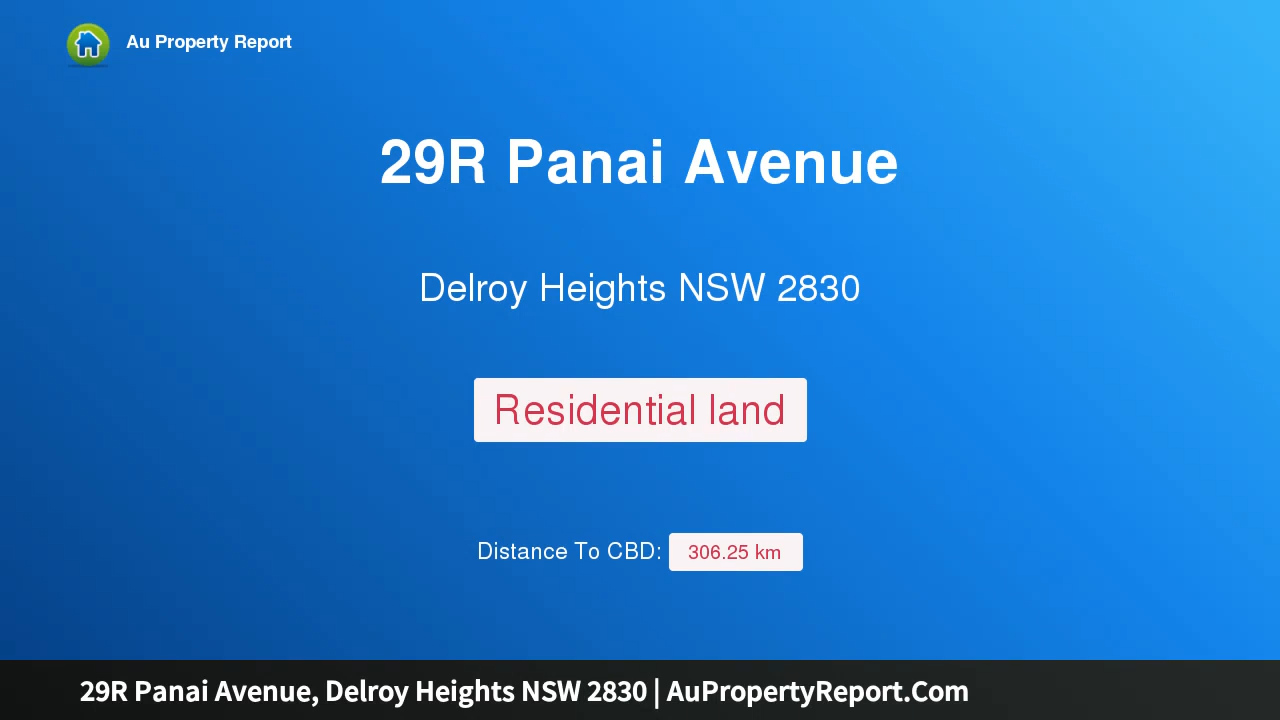 Au Property Report
29R Panai Avenue
Delroy Heights NSW 2830
Residential land
Distance To CBD: 306.25 km
29R Panai Avenue, Delroy Heights NSW 2830 | AuPropertyReport.Com